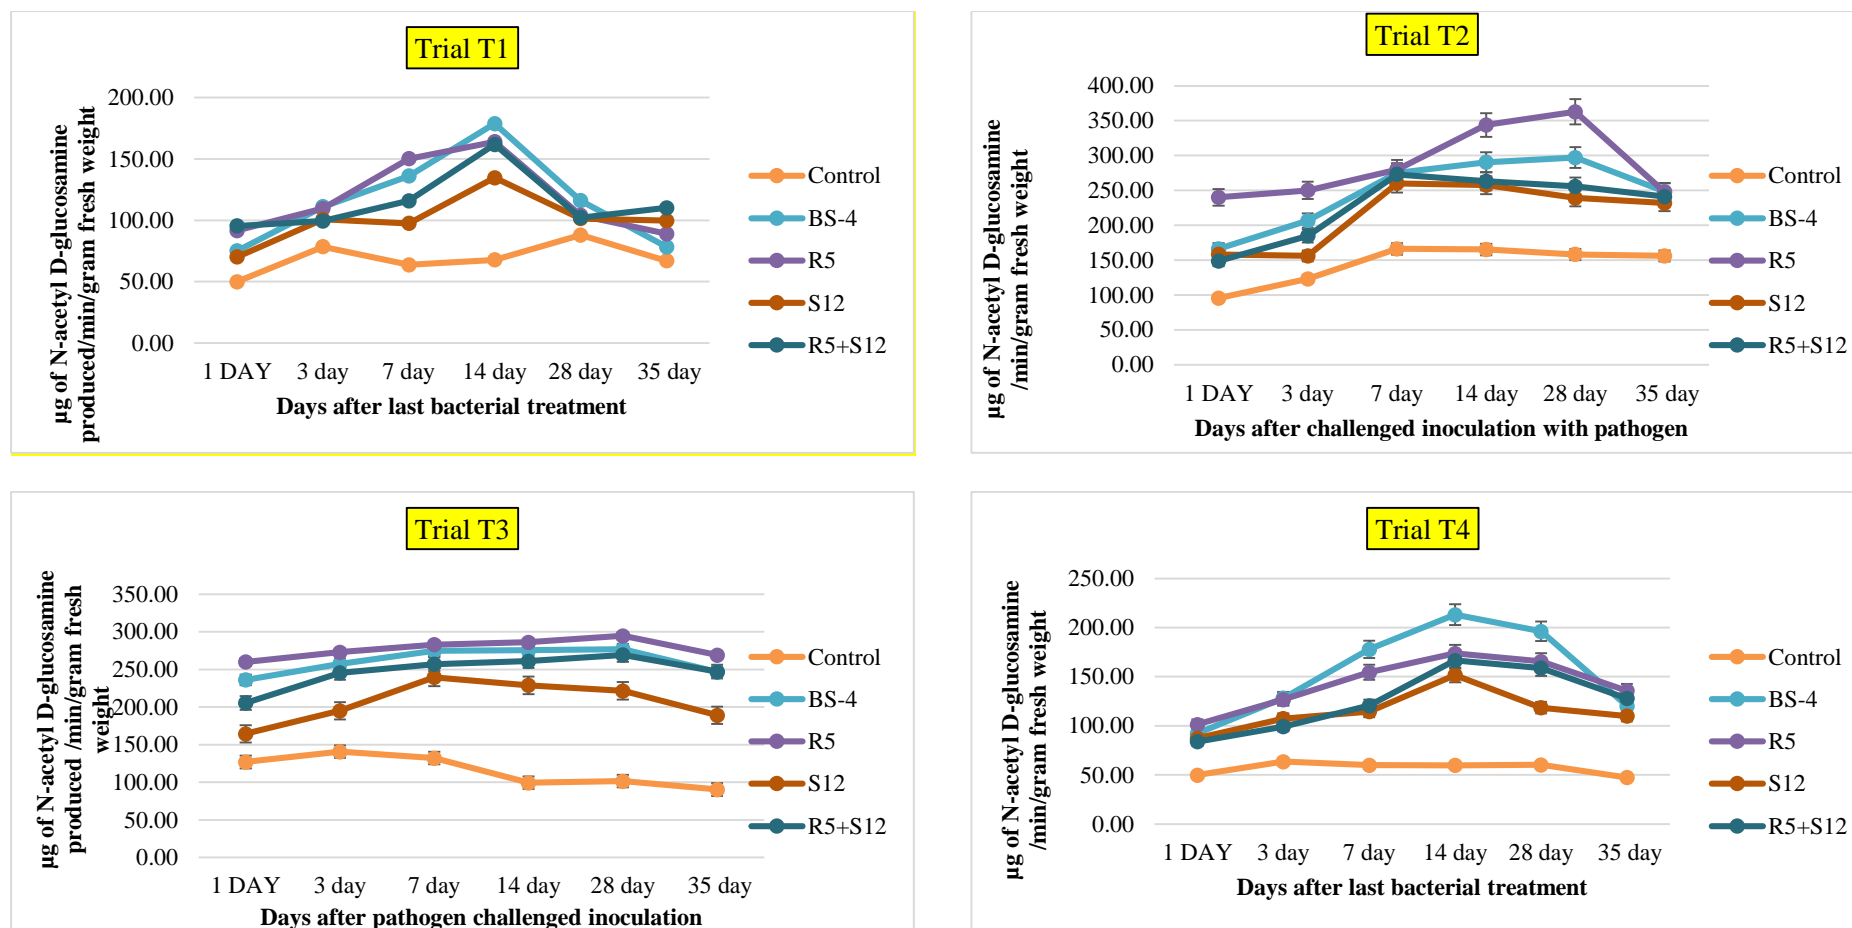 Trial T1
µg of N-acetyl D-glucosamine
produced/min/gram fresh weight
200.00
150.00
100.00
50.00
0.00
1 DAY 3 day 7 day 14 day 28 day 35 day
Days after last bacterial treatment
Control
BS-4
R5
S12
R5+S12
Trial T2
µg of N-acetyl D-glucosamine
/min/gram fresh weight
400.00
350.00
300.00
250.00
200.00
150.00
100.00
50.00
0.00
1 DAY 3 day 7 day 14 day 28 day 35 day
Days after challenged inoculation with pathogen
Control
BS-4
R5
S12
R5+S12
Trial T3
µg of N-acetyl D-glucosamine
produced /min/gram fresh
weight
350.00
300.00
250.00
200.00
150.00
100.00
50.00
0.00
1 DAY 3 day 7 day 14 day 28 day 35 day
Days after pathogen challenged inoculation
Control
BS-4
R5
S12
R5+S12
Trial T4
µg of N-acetyl D-glucosamine
/min/gram fresh weight
250.00
200.00
150.00
100.00
50.00
0.00
1 DAY 3 day 7 day 14 day 28 day 35 day
Days after last bacterial treatment
Control
BS-4
R5
S12
R5+S12